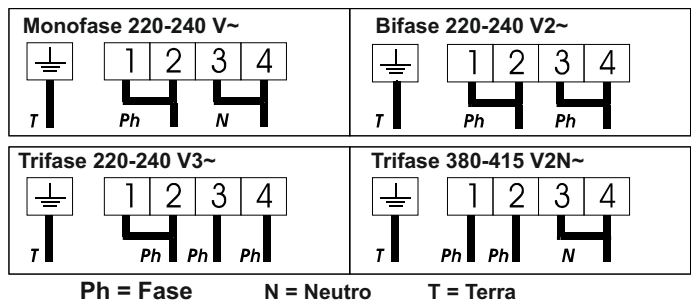 Monofase 220-240 V~
1 2 3 4
T Ph N
Bifase 220-240 V2~
1 2 3 4
T Ph Ph
Trifase 220-240 V3~
1 2 3 4
T Ph Ph Ph
Trifase 380-415 V2N~
1 2 3 4
T Ph Ph N
Ph = Fase N = Neutro T = Terra